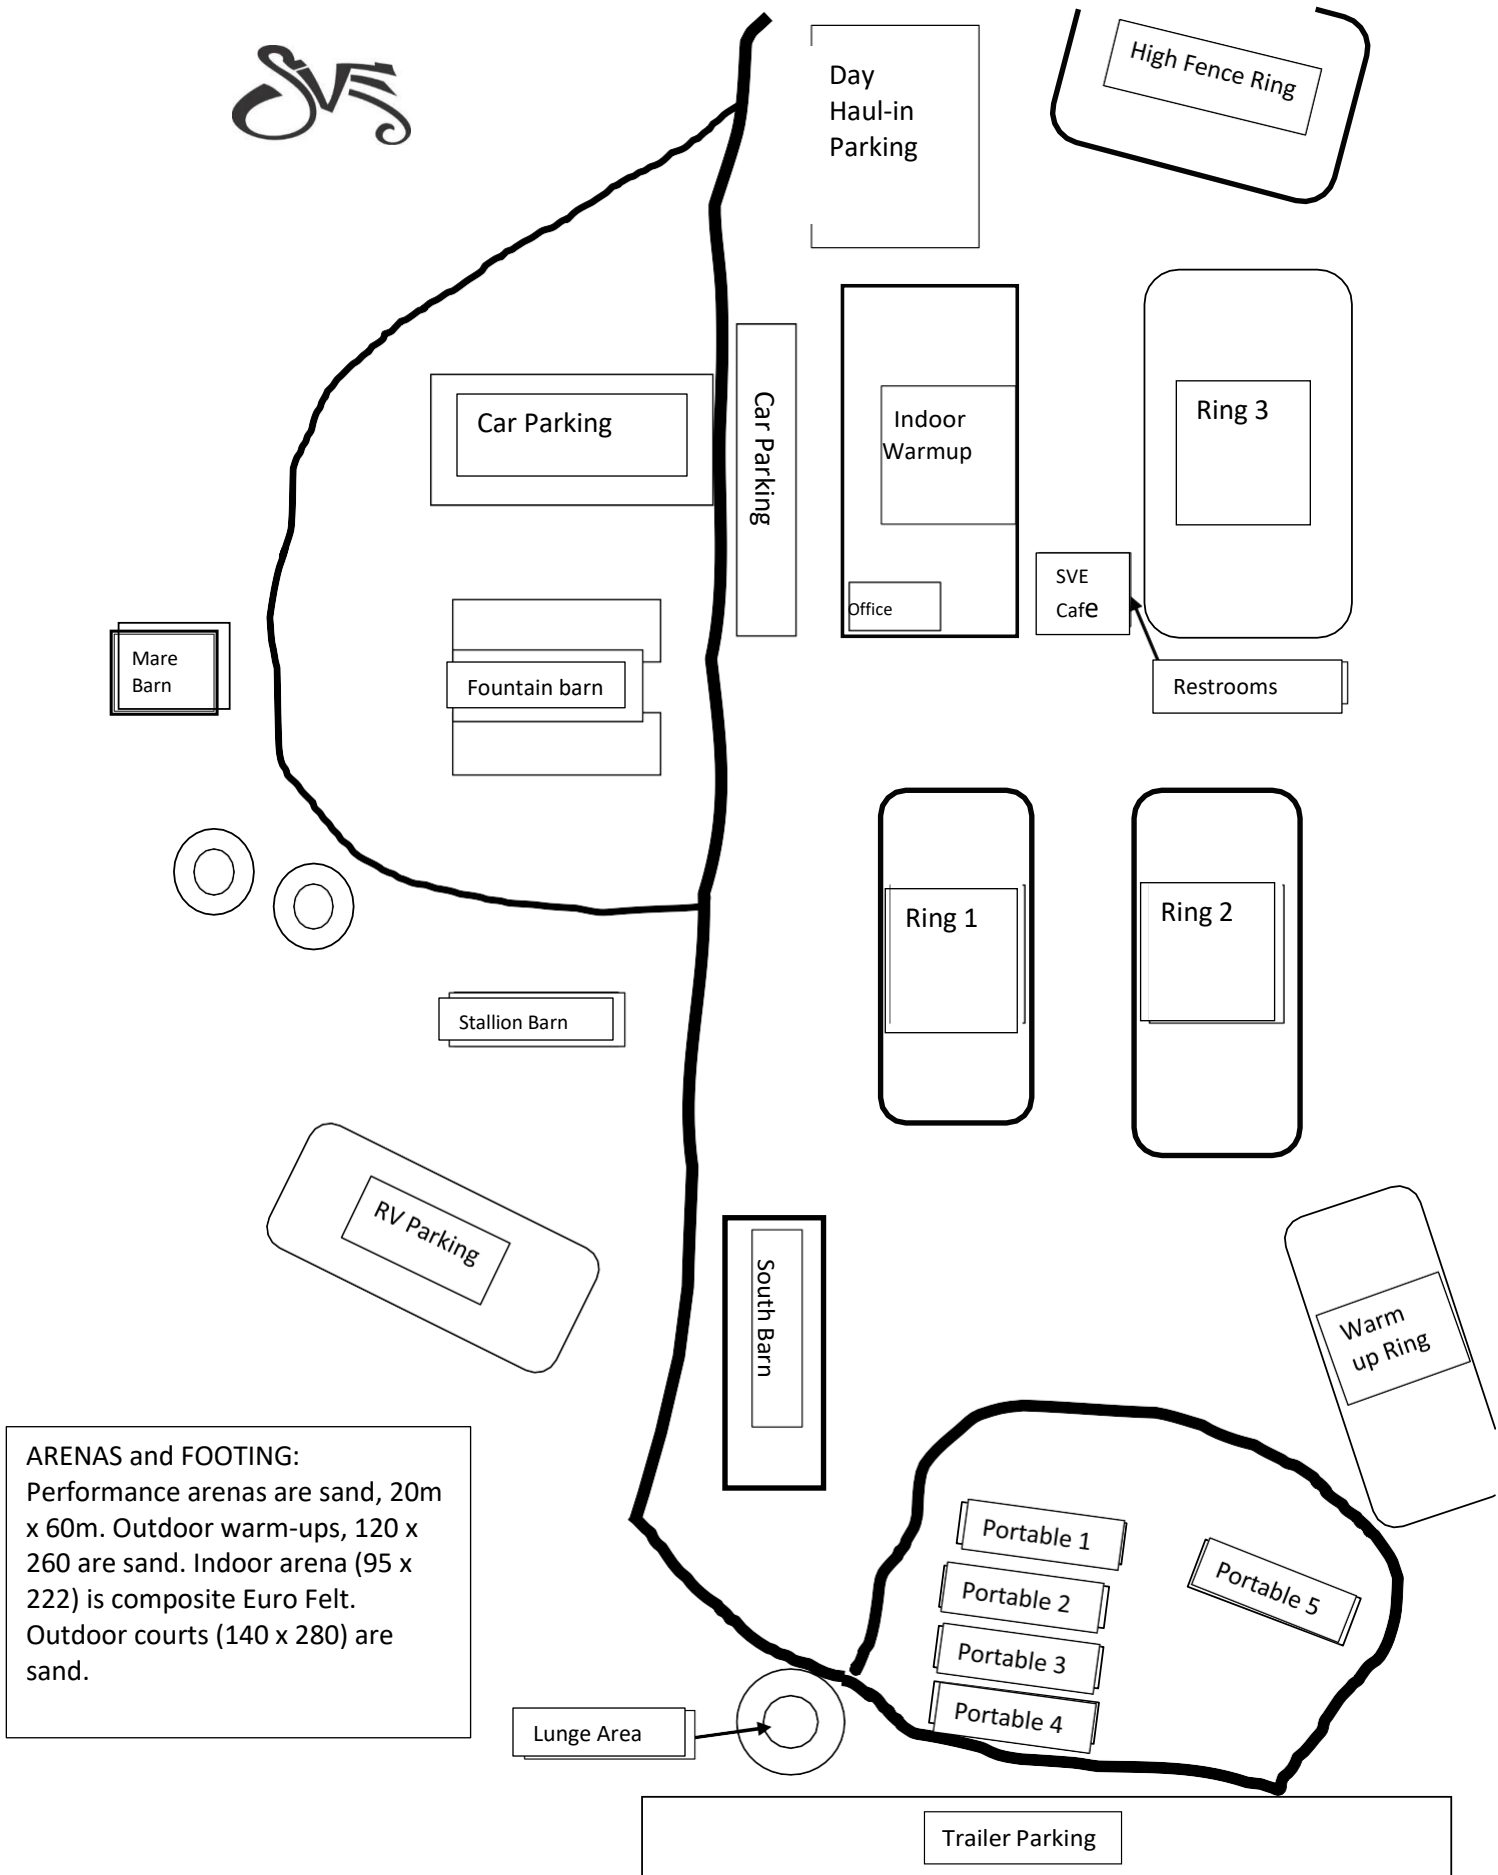 SVE
Day
Haul-in
Parking
High Fence Ring
Car Parking
Car Parking
Indoor
Warmup
Ring 3
Office
SVE
Cafe
Restrooms
Mare
Barn
Fountain barn
Ring 1
Ring 2
Stallion Barn
RV Parking
South Barn
Warm
up Ring
ARENAS and FOOTING:
Performance arenas are sand, 20m
x 60m. Outdoor warm-ups, 120 x
260 are sand. Indoor arena (95 x
222) is composite Euro Felt.
Outdoor courts (140 x 280) are
sand.
Portable 1
Portable 2
Portable 3
Portable 4
Portable 5
Lunge Area
Trailer Parking